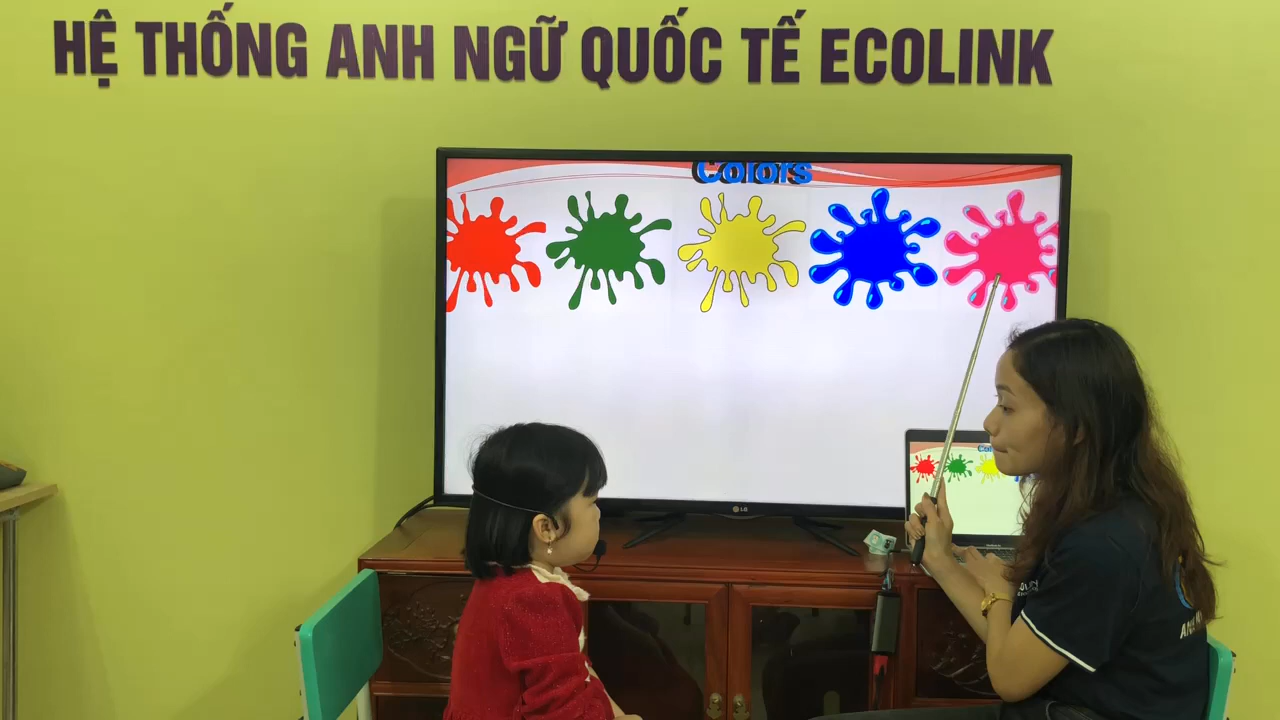 HỆ THỐNG ANH NGỮ QUỐC TẾ ECOLINK
Colors
LG